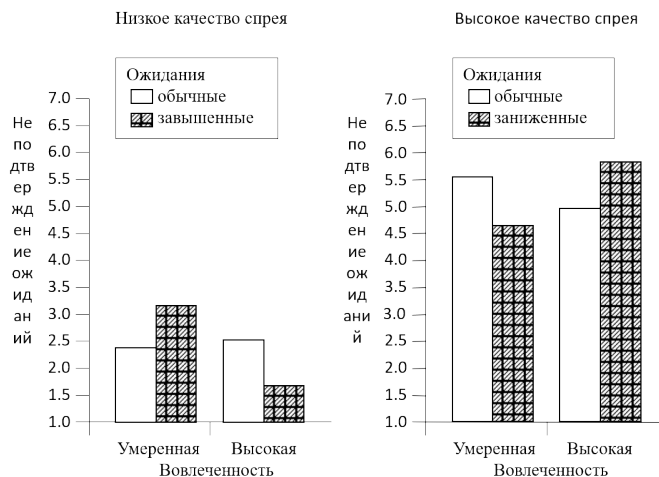 Низкое качество спрея
Ожидания
обычные
завышенные
Не
по
дтв
ер
жд
ен
ие
ож
ид
ан
ий
7.0
6.5
6.0
5.5
5.0
4.5
4.0
3.5
3.0
2.5
2.0
1.5
1.0
Умеренная Высокая
Вовлеченность
Высокое качество спрея
Ожидания
обычные
заниженные
Не
по
дтв
ер
жд
ен
ие
ож
ид
ани
й
7.0
6.5
6.0
5.5
5.0
4.5
4.0
3.5
3.0
2.5
2.0
1.5
1.0
Умеренная Высокая
Вовлеченность